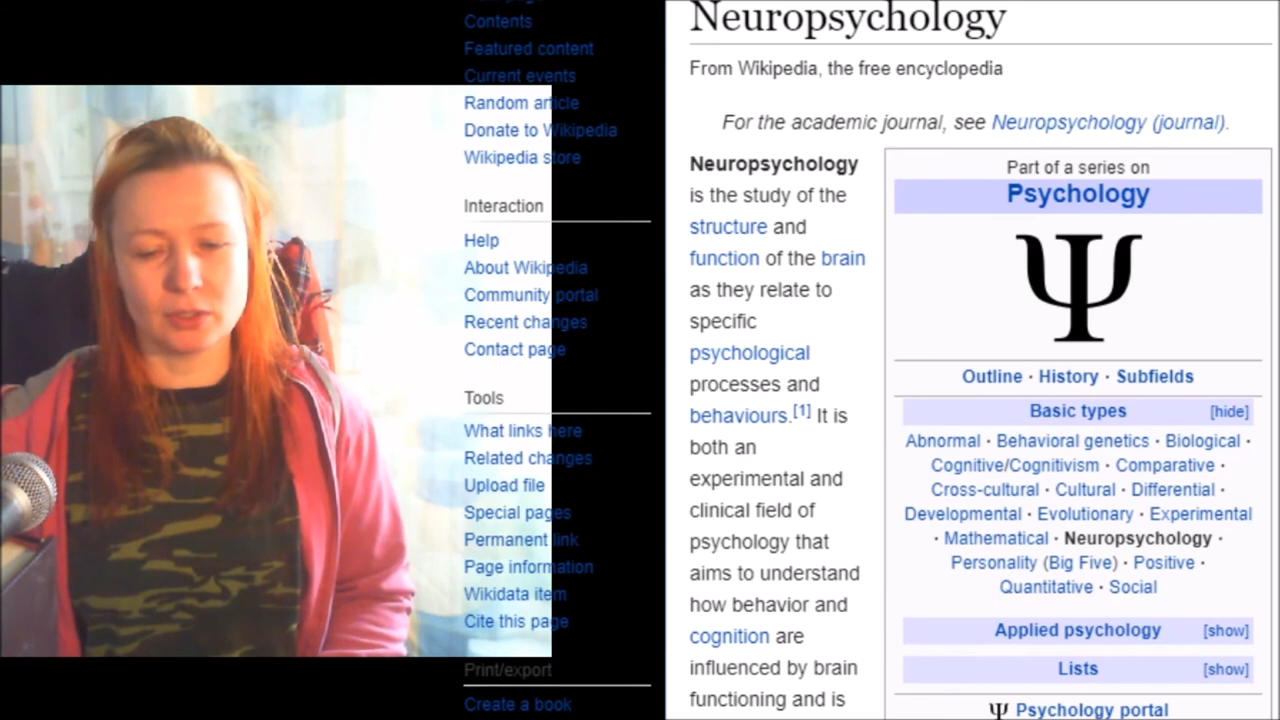 Contents
Featured content
Current events
Random article
Donate to Wikipedia
Wikipedia store
Interaction
Help
About Wikipedia
Community portal
Recent changes
Contact page
Tools
What links here
Related changes
Upload file
Special pages
Permanent link
Page information
Wikidata item
Cite this page
Print/export
Create a book
Neuropsychology
From Wikipedia, the free encyclopedia
For the academic journal, see Neuropsychology (journal).
Neuropsychology
is the study of the
structure and
function of the brain
as they relate to
specific
psychological
processes and
behaviours.[1] It is
both an
experimental and
clinical field of
psychology that
aims to understand
how behavior and
cognition are
influenced by brain
functioning and is
Part of a series on
Psychology
Ψ
Outline · History · Subfields
Basic types [hide]
Abnormal · Behavioral genetics · Biological ·
Cognitive/Cognitivism · Comparative ·
Cross-cultural · Cultural · Differential ·
Developmental · Evolutionary · Experimental
· Mathematical · Neuropsychology ·
Personality (Big Five) · Positive ·
Quantitative · Social
Applied psychology [show]
Lists [show]
Ψ Psychology portal